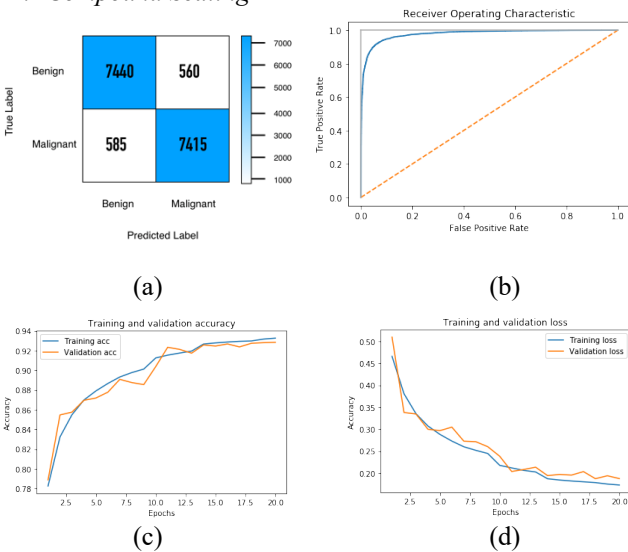 Benign
7440
560
Malignant
585
7415
Benign
Malignant
True Label
Predicted Label
7000
6000
5000
4000
3000
2000
1000
(a)
Receiver Operating Characteristic
True Positive Rate
1.0
0.8
0.6
0.4
0.2
0.0
0.0 0.2 0.4 0.6 0.8 1.0
False Positive Rate
(b)
Training and validation accuracy
Training acc
Validation acc
Accuracy
0.94
0.92
0.90
0.88
0.86
0.84
0.82
0.80
0.78
2.5 5.0 7.5 10.0 12.5 15.0 17.5 20.0
Epochs
(c)
Training and validation loss
Training loss
Validation loss
Accuracy
0.50
0.45
0.40
0.35
0.30
0.25
0.20
2.5 5.0 7.5 10.0 12.5 15.0 17.5 20.0
Epochs
(d)